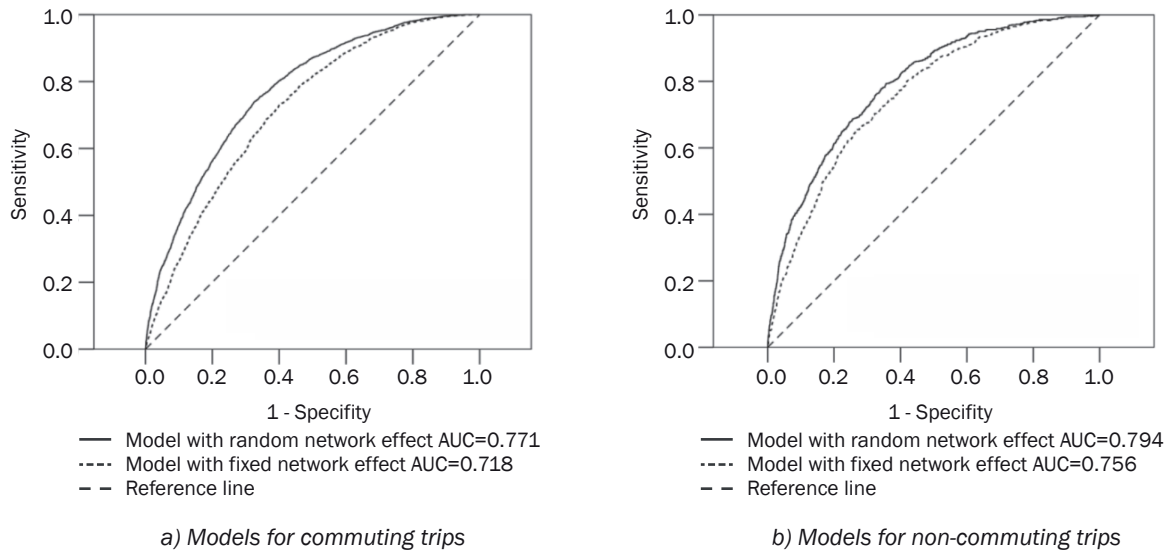 1.0
0.8
0.6
0.4
0.2
0.0
Sensitivity
0.0 0.2 0.4 0.6 0.8 1.0
1 - Specifity
Model with random network effect AUC=0.771
Model with fixed network effect AUC=0.718
Reference line
a) Models for commuting trips
1.0
0.8
0.6
0.4
0.2
0.0
Sensitivity
0.0 0.2 0.4 0.6 0.8 1.0
1 - Specifity
Model with random network effect AUC=0.794
Model with fixed network effect AUC=0.756
Reference line
b) Models for non-commuting trips